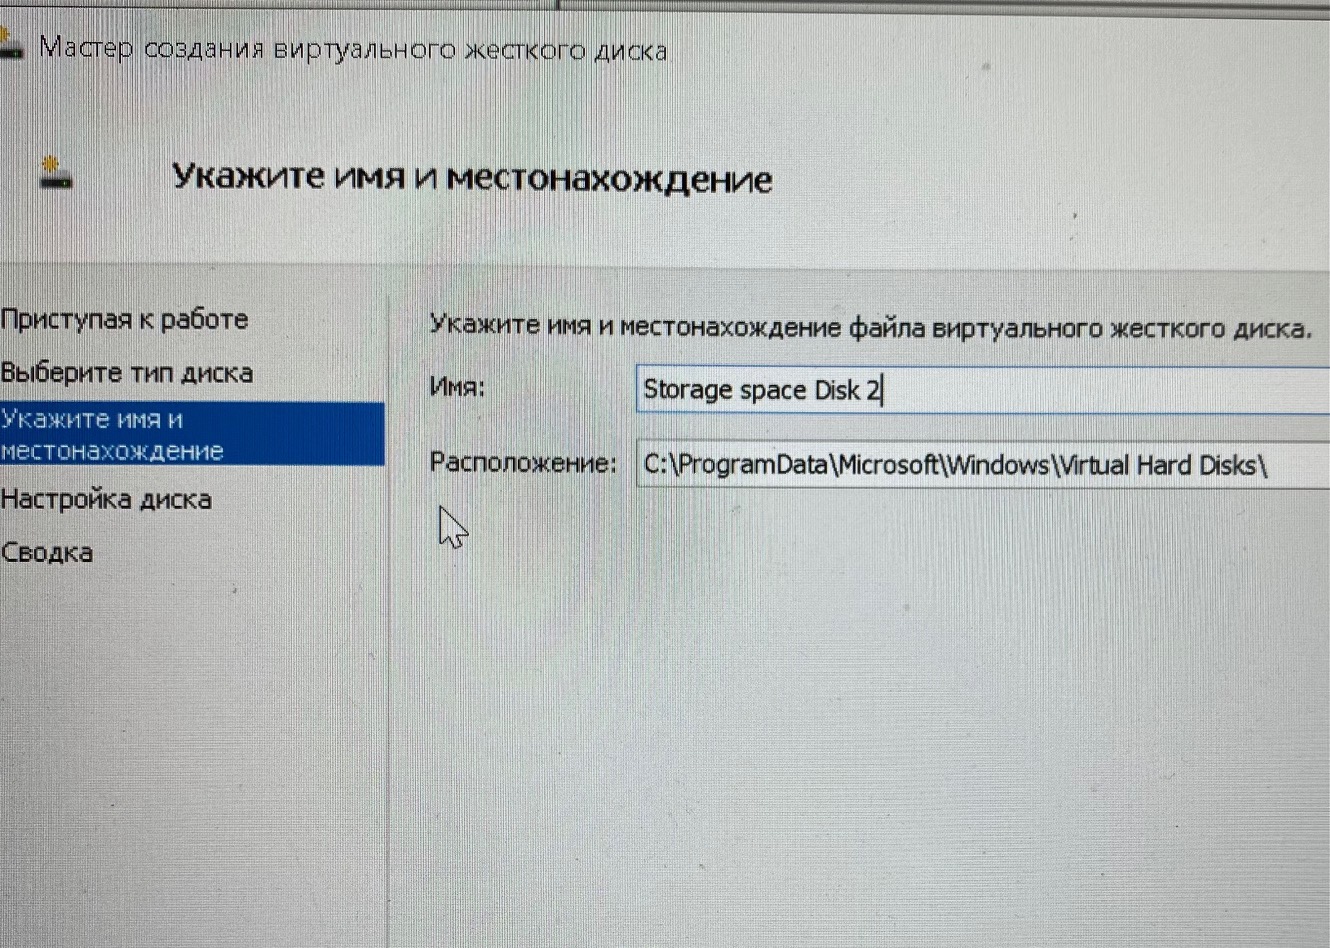 Мастер создания виртуального жесткого диска
Укажите имя и местонахождение
Приступая к работе
Выберите тип диска
Укажите имя и
местонахождение
Настройка диска
Сводка
Укажите имя и местонахождение файла виртуального жесткого диска.
Имя: Storage space Disk 2
Расположение: C:\ProgramData\Microsoft\Windows\Virtual Hard Disks\